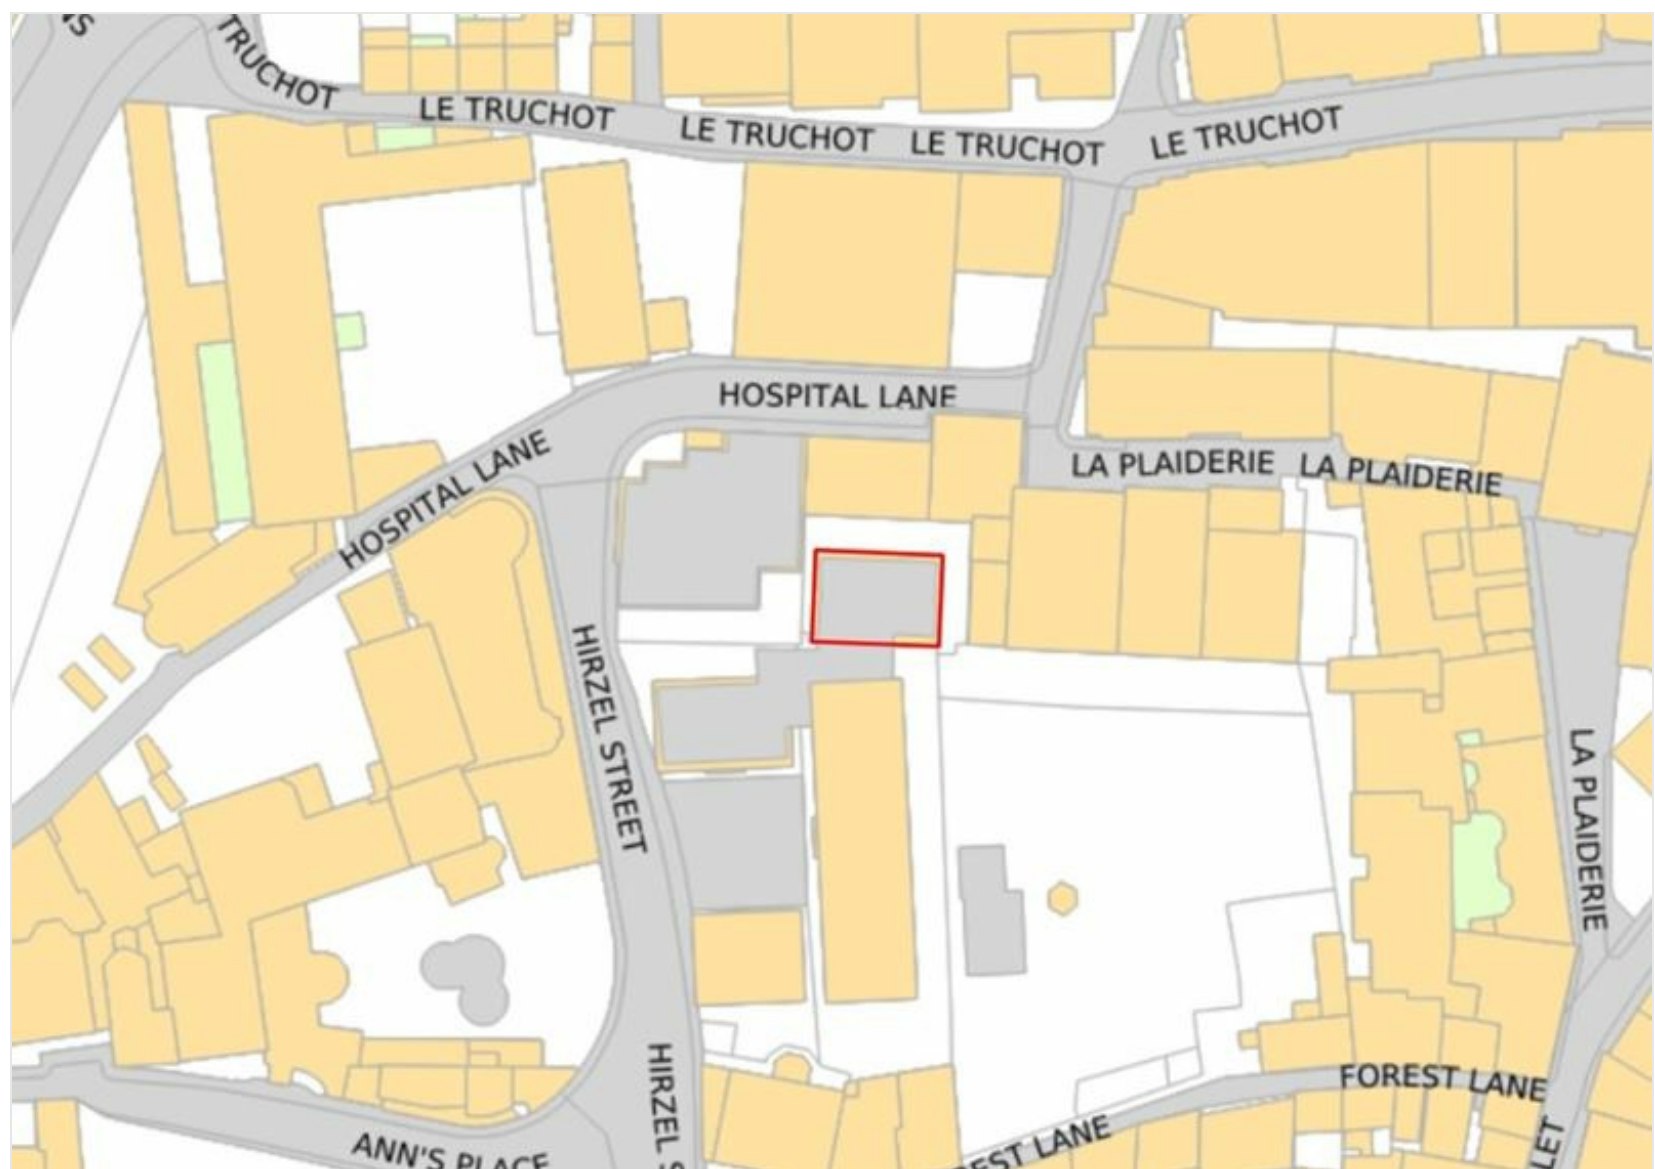 TRUCHOT
LE TRUCHOT
LE TRUCHOT
LE TRUCHOT
LE TRUCHOT
HOSPITAL LANE
HOSPITAL LANE
LA PLAIDERIE
LA PLAIDERIE
HIRZEL STREET
LA PLAIDERIE
HIRZEL S
FOREST LANE
EST LANE
ANN'S PLACE
LET